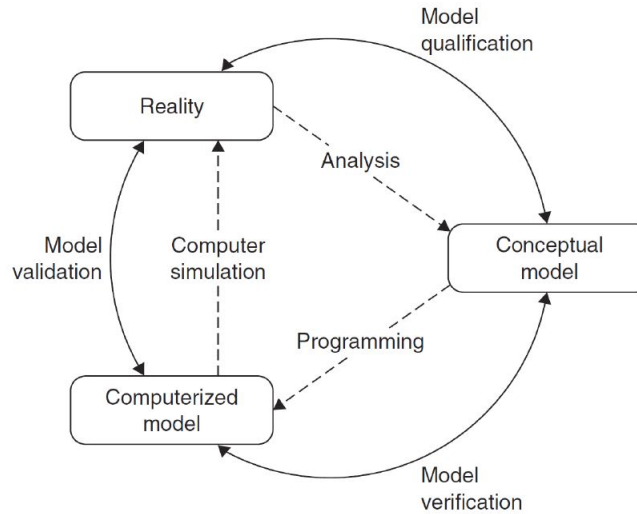 Model
qualification
Reality
Analysis
Model
validation
Computer
simulation
Conceptual
model
Programming
Computerized
model
Model
verification